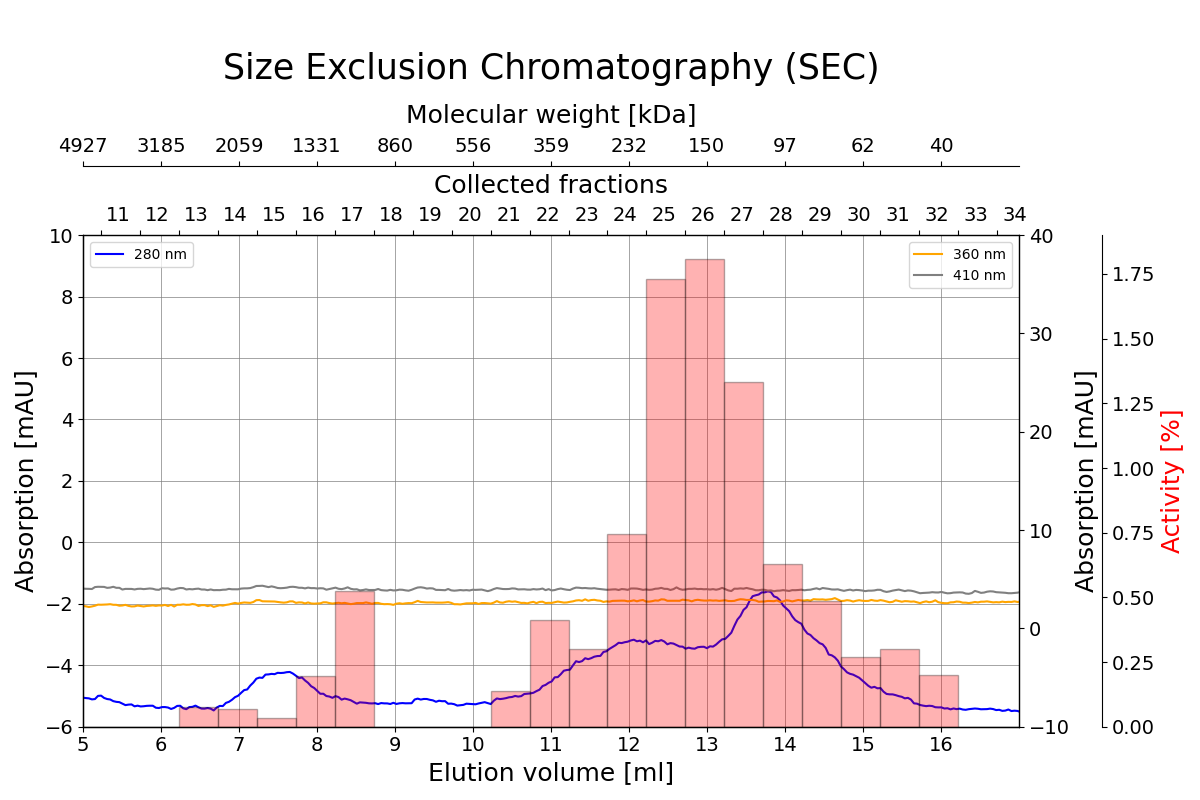 Size Exclusion Chromatography (SEC)
Molecular weight [kDa]
4927 3185 2059 1331 860 556 359 232 150 97 62 40
Collected fractions
11 12 13 14 15 16 17 18 19 20 21 22 23 24 25 26 27 28 29 30 31 32 33 34
280 nm
360 nm
410 nm
10
8
6
4
2
0
−2
−4
−6
Absorption [mAU]
40
30
20
10
0
−10
Absorption [mAU]
1.75
1.50
1.25
1.00
0.75
0.50
0.25
0.00
Activity [%]
5 6 7 8 9 10 11 12 13 14 15 16
Elution volume [ml]